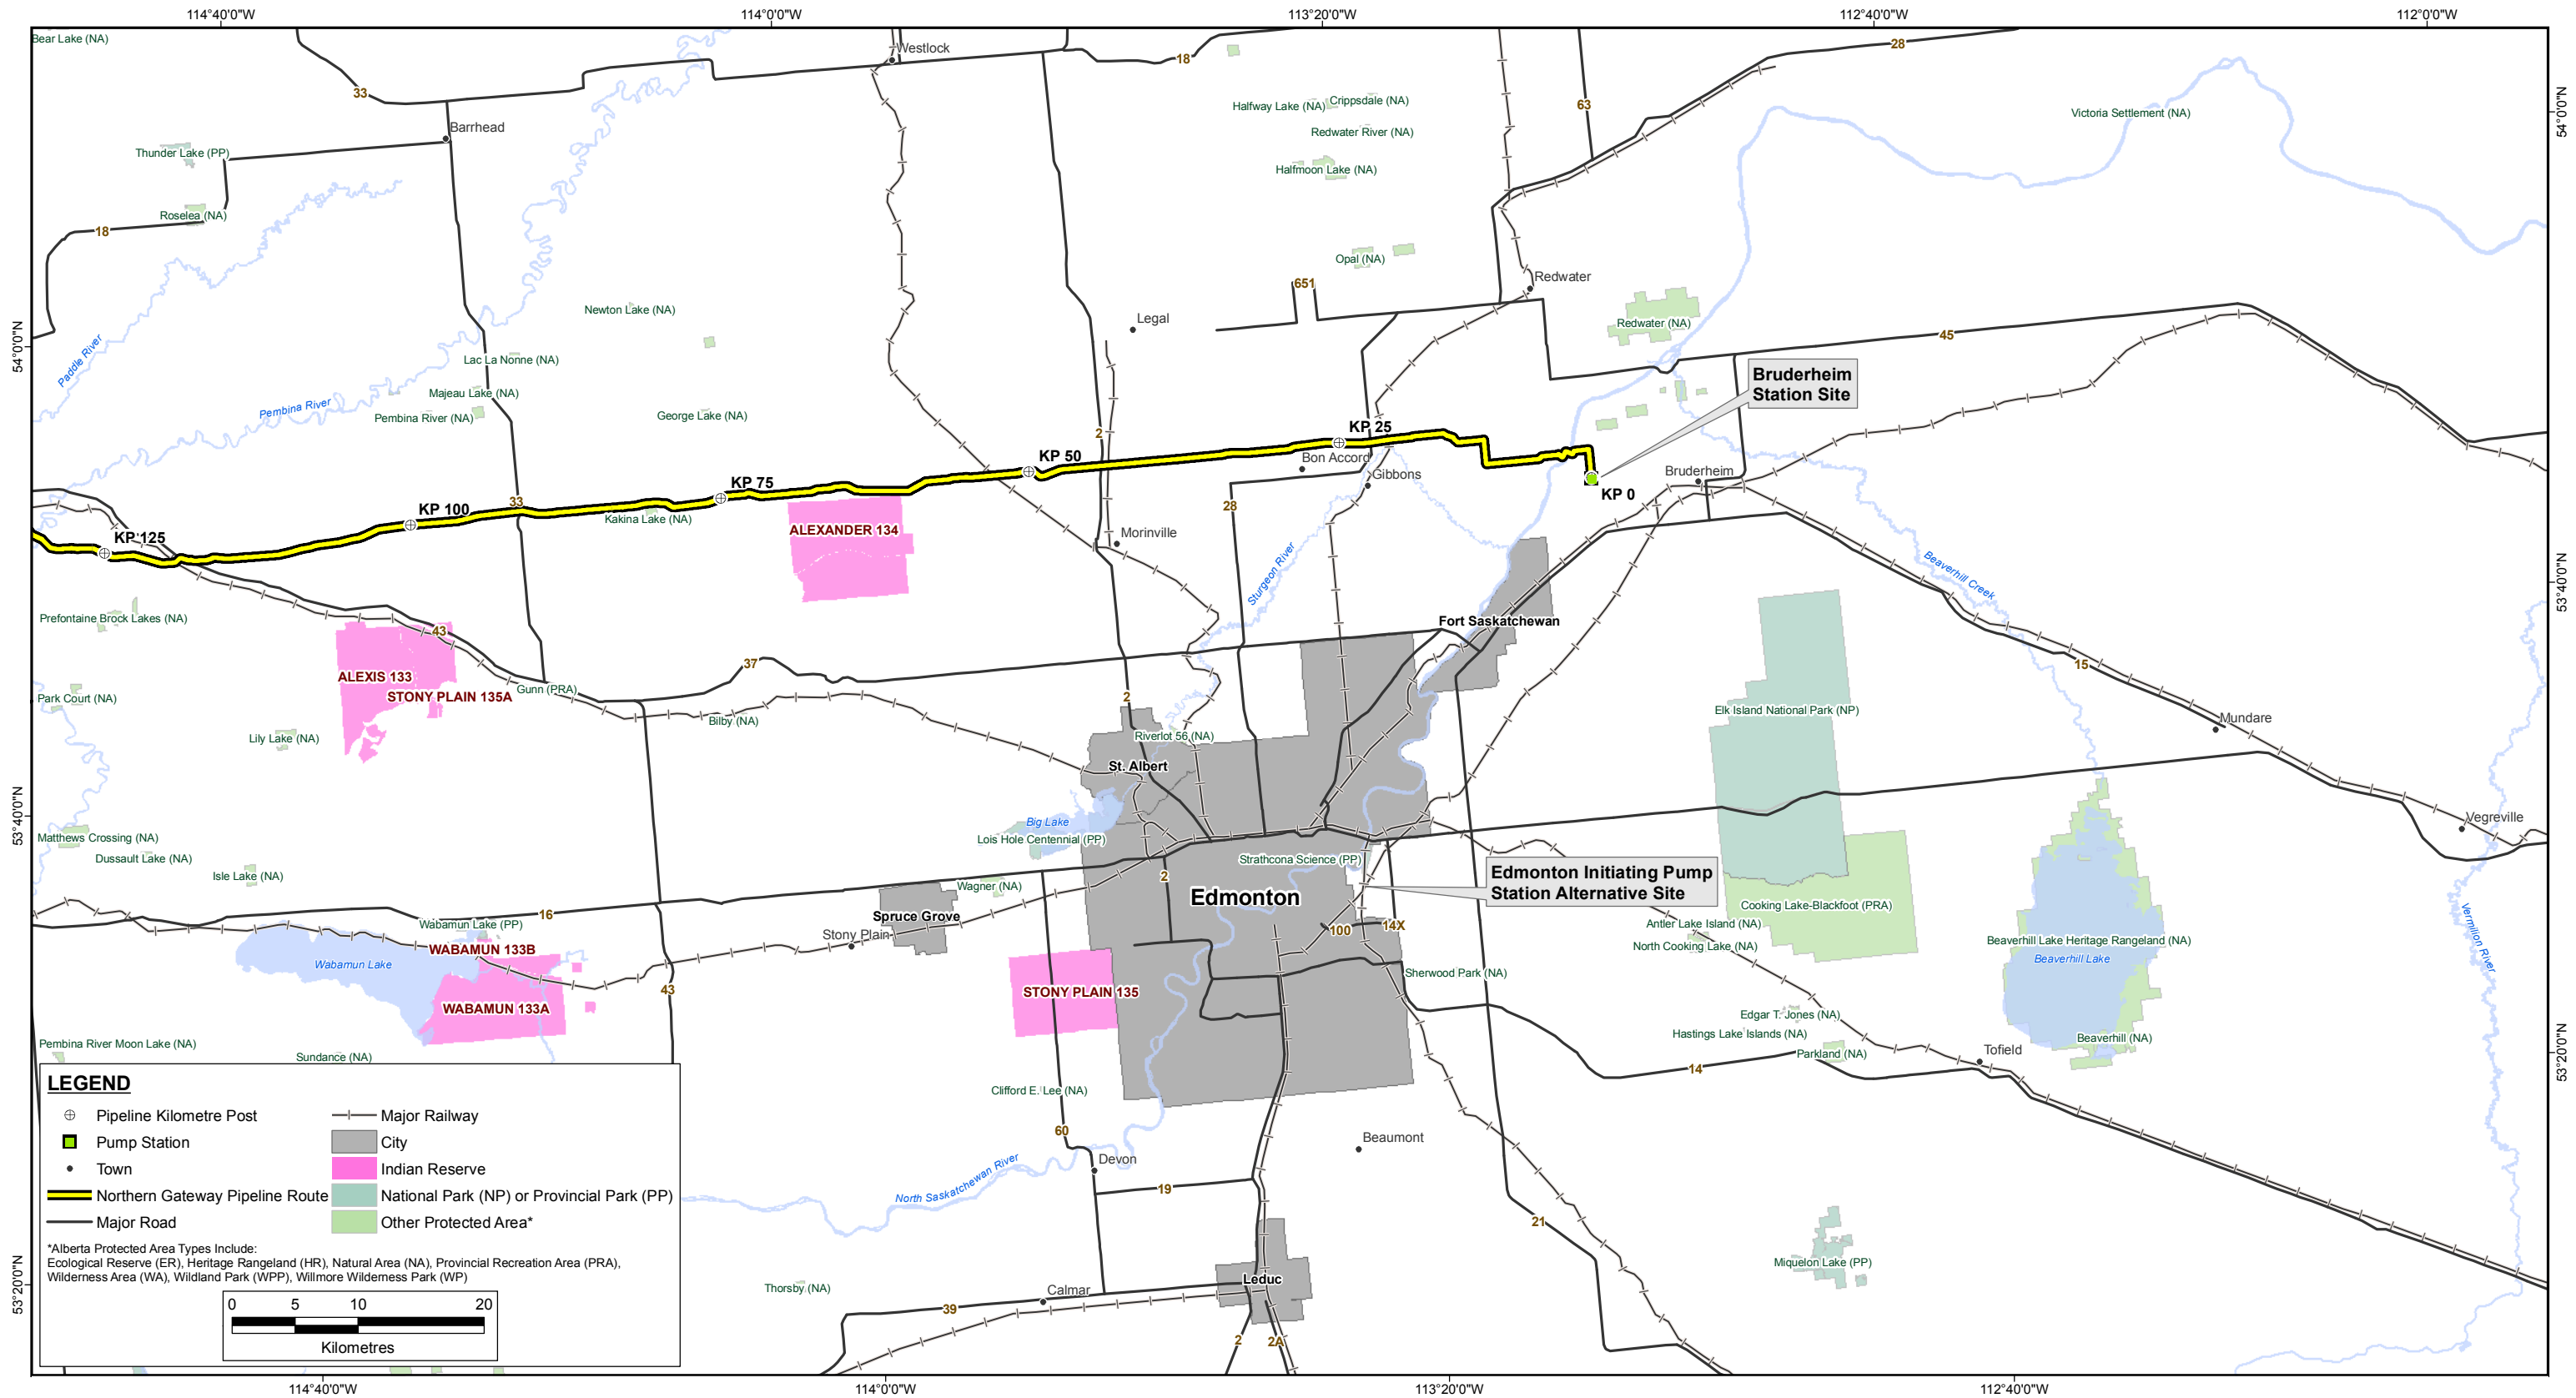 114°40'0"W
114°0'0"W
113°20'0"W
112°40'0"W
112°0'0"W
Bear Lake (NA)
Westlock
18
28
33
63
54°0'0"N
Halfway Lake (NA)
Crippsdale (NA)
Redwater River (NA)
Victoria Settlement (NA)
Barrhead
Thunder Lake (PP)
Halfmoon Lake (NA)
Roselea (NA)
18
Opal (NA)
651
Redwater
Newton Lake (NA)
Legal
Redwater (NA)
45
54°0'0"N
Paddle River
Lac La Nonne (NA)
Bruderheim
Station Site
Majeau Lake (NA)
Pembina River
Pembina River (NA)
George Lake (NA)
2
KP 25
KP 50
Bon Accord
Gibbons
Bruderheim
KP 75
KP 0
33
KP 100
28
Kakina Lake (NA)
ALEXANDER 134
Morinville
KP 125
Sturgeon River
Beaverhill Creek
53°40'0"N
Prefontaine Brock Lakes (NA)
43
Fort Saskatchewan
37
15
ALEXIS 133
STONY PLAIN 135A
Gunn (PRA)
Park Court (NA)
2
Elk Island National Park (NP)
Bilby (NA)
Mundare
Lily Lake (NA)
Riverlot 56 (NA)
St. Albert
53°40'0"N
Big Lake
Vegreville
Matthews Crossing (NA)
Lois Hole Centennial (PP)
Dussault Lake (NA)
Strathcona Science (PP)
Isle Lake (NA)
2
Edmonton Initiating Pump
Station Alternative Site
Wagner (NA)
Edmonton
Cooking Lake-Blackfoot (PRA)
16
Spruce Grove
Wabamun Lake (PP)
Antler Lake Island (NA)
14X
100
Stony Plain
Vermilion River
WABAMUN 133B
North Cooking Lake (NA)
Beaverhill Lake Heritage Rangeland (NA)
Wabamun Lake
Beaverhill Lake
Sherwood Park (NA)
43
STONY PLAIN 135
WABAMUN 133A
Edgar T. Jones (NA)
Hastings Lake Islands (NA)
Pembina River Moon Lake (NA)
Beaverhill (NA)
Sundance (NA)
Parkland (NA)
Tofield
53°20'0"N
14
LEGEND
Clifford E. Lee (NA)
Pipeline Kilometre Post
Major Railway
60
Pump Station
City
Beaumont
Town
Indian Reserve
Devon
North Saskatchewan River
19
Northern Gateway Pipeline Route
National Park (NP) or Provincial Park (PP)
Major Road
Other Protected Area*
21
*Alberta Protected Area Types Include:
Ecological Reserve (ER), Heritage Rangeland (HR), Natural Area (NA), Provincial Recreation Area (PRA),
Wilderness Area (WA), Wildland Park (WPP), Willmore Wilderness Park (WP)
Miquelon Lake (PP)
53°20'0"N
Leduc
Thorsby (NA)
Calmar
0 5 10 20
39
Kilometres
2
2A
114°40'0"W
114°0'0"W
113°20'0"W
112°40'0"W